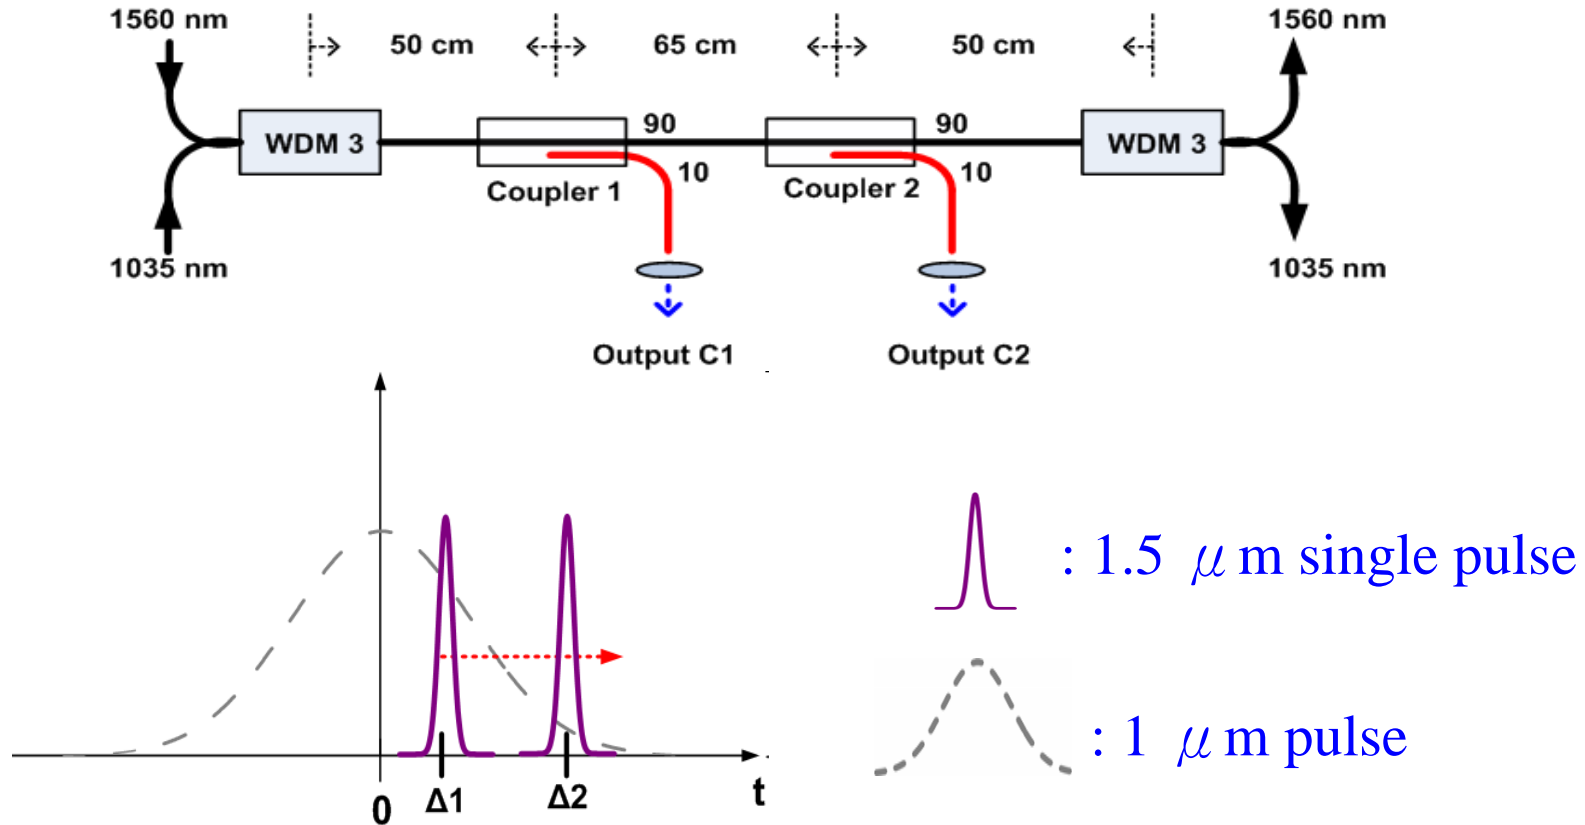 1560 nm
50 cm
65 cm
50 cm
1560 nm
WDM 3
90
90
WDM 3
10
10
Coupler 1
Coupler 2
1035 nm
1035 nm
Output C1
Output C2
: 1.5 μm single pulse
: 1 μm pulse
0
Δ1
Δ2
t